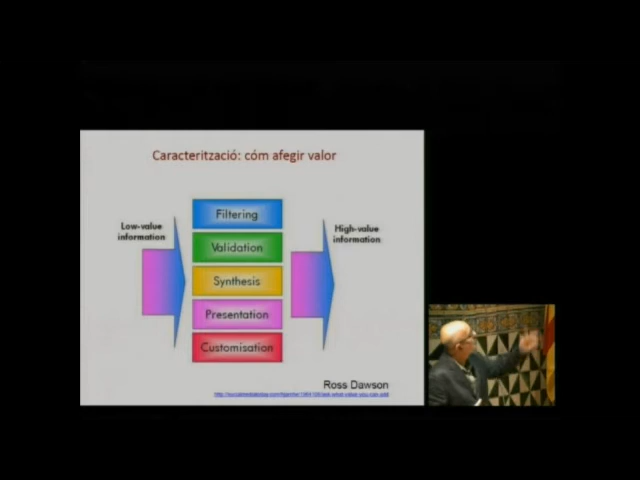 Caracterització: cóm afegir valor
Low-value
information
Filtering
Validation
Synthesis
Presentation
Customisation
High-value
information
Ross Dawson